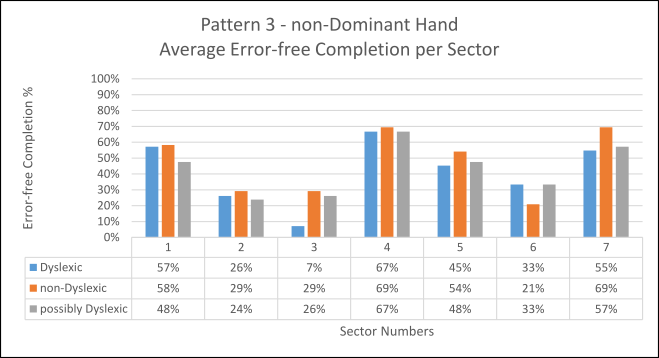 Pattern 3 - non-Dominant Hand
Average Error-free Completion per Sector
Error-free Completion %
100%
90%
80%
70%
60%
50%
40%
30%
20%
10%
0%
1 2 3 4 5 6 7
Dyslexic 57% 26% 7% 67% 45% 33% 55%
non-Dyslexic 58% 29% 29% 69% 54% 21% 69%
possibly Dyslexic 48% 24% 26% 67% 48% 33% 57%
Sector Numbers